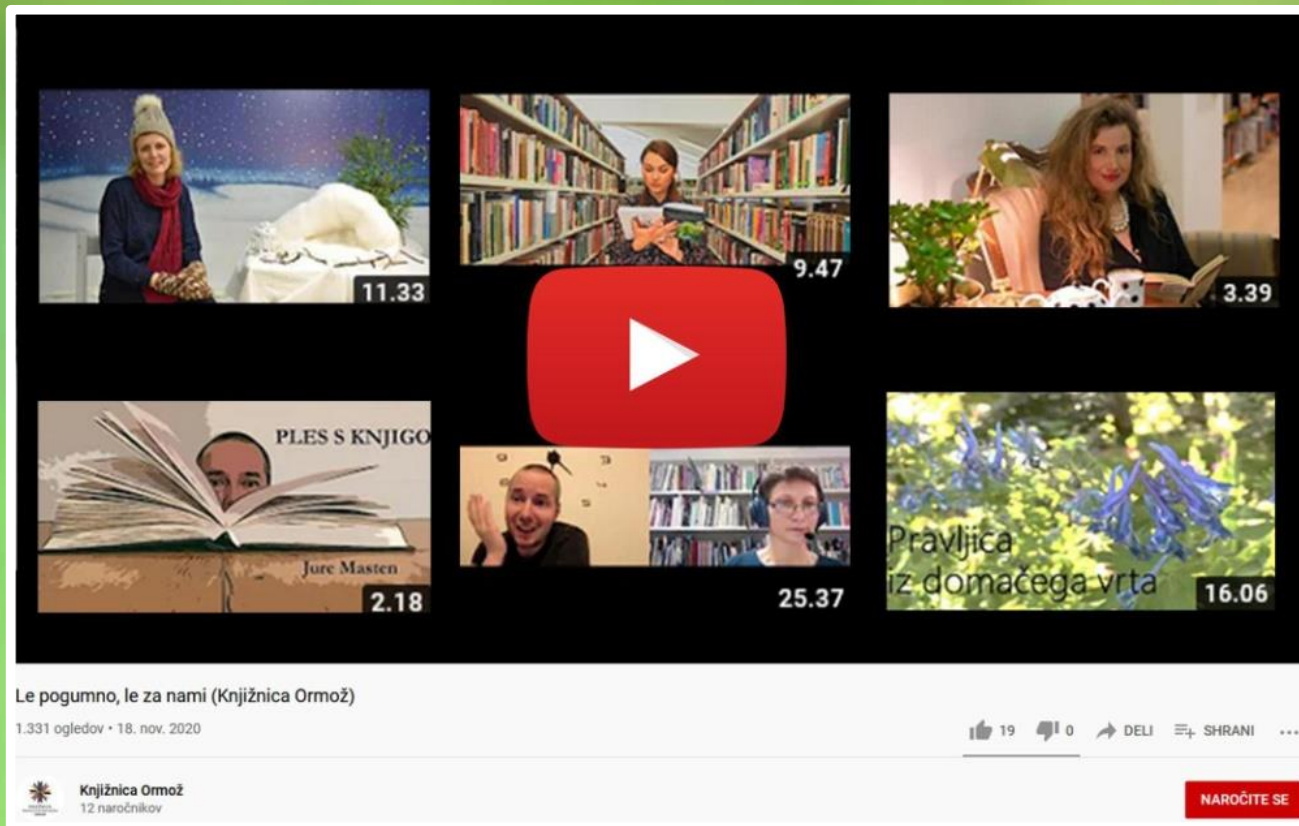 11.33
9.47
3.39
PLES S KNJIGO
Jure Masten
2.18
25.37
Pravljica
iz domačega vrta
16.06
Le pogumno, le za nami (Knjižnica Ormož)
1.331 ogledov • 18. nov. 2020
19 0 DELI SHRANI ...
Knjižnica Ormož
12 naročnikov
NAROČITE SE